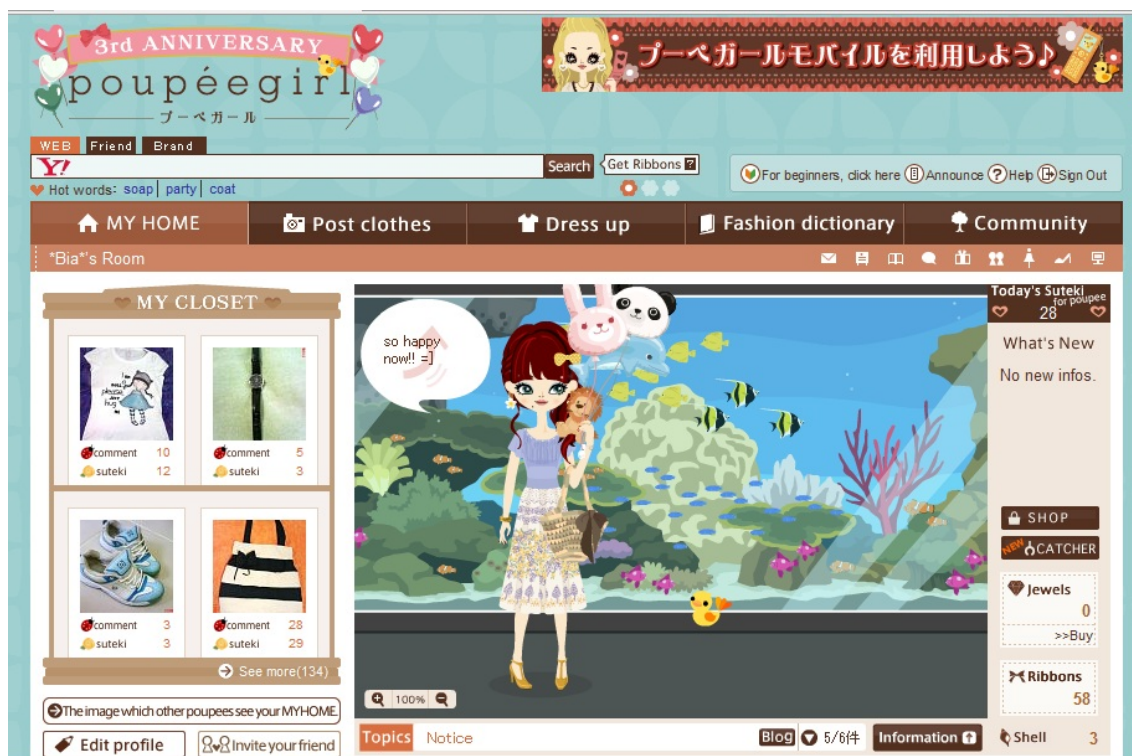 3rd ANNIVERSARY
poupéegirl
プーペガール
プーペガールモバイルを利用しよう♪
WEB Friend Brand
Y! Search Get Ribbons ?
Hot words: soap party coat
For beginners, click here Announce Help Sign Out
MY HOME Post clothes Dress up Fashion dictionary Community
*Bia*'s Room
MY CLOSET
comment 10
suteki 12
comment 5
suteki 3
comment 3
suteki 3
comment 28
suteki 29
See more(134)
The image which other poupees see your MYHOME.
Edit profile Invite your friend
so happy
now!! =]
100%
Topics Notice Blog 5/6件 Information
Today's Suteki
for poupee
28
What's New
No new infos.
SHOP
NEW CATCHER
Jewels
0
>>Buy
Ribbons
58
Shell 3